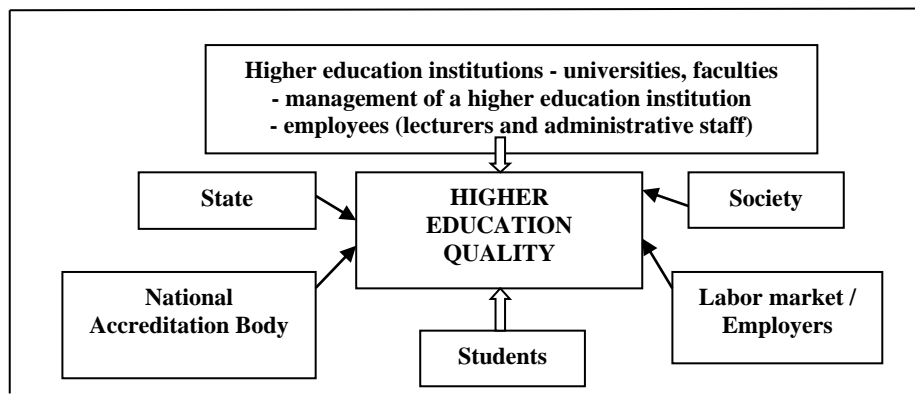 Higher education institutions - universities, faculties
- management of a higher education institution
- employees (lecturers and administrative staff)
State
HIGHER
EDUCATION
QUALITY
Society
National
Accreditation Body
Labor market /
Employers
Students